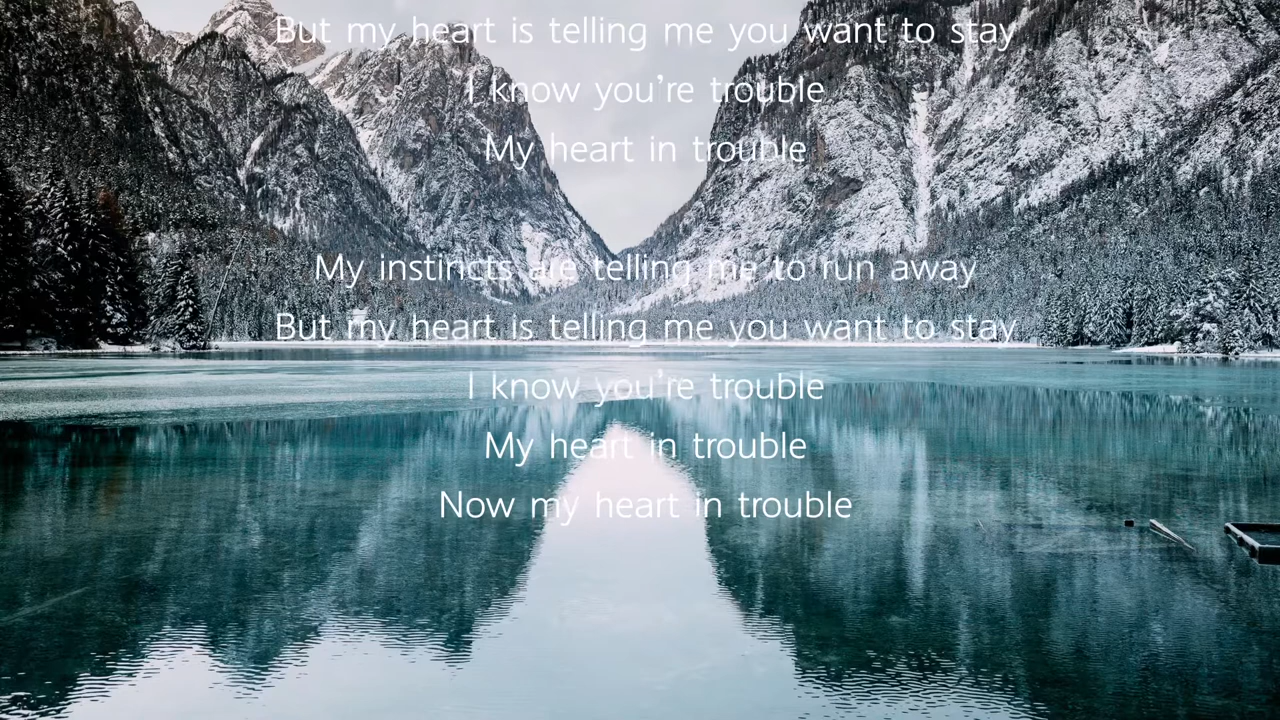 But my heart is telling me you want to stay
I know you're trouble
My heart in trouble
My instincts are telling me to run away
But my heart is telling me you want to stay
I know you're trouble
My heart in trouble
Now my heart in trouble